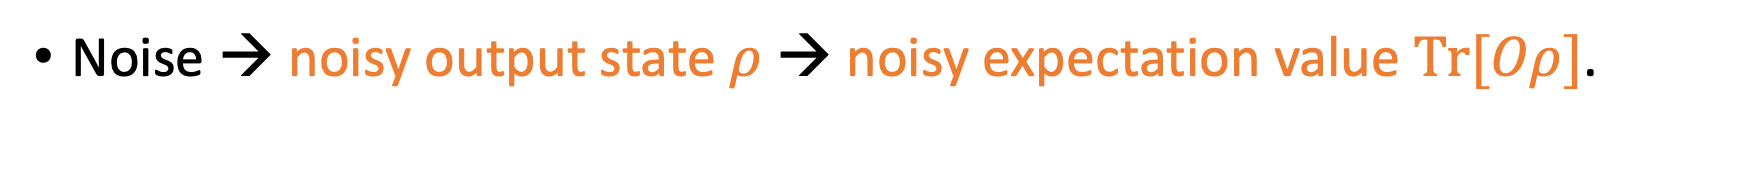 • Noise → noisy output state ρ → noisy expectation value Tr[Oρ].